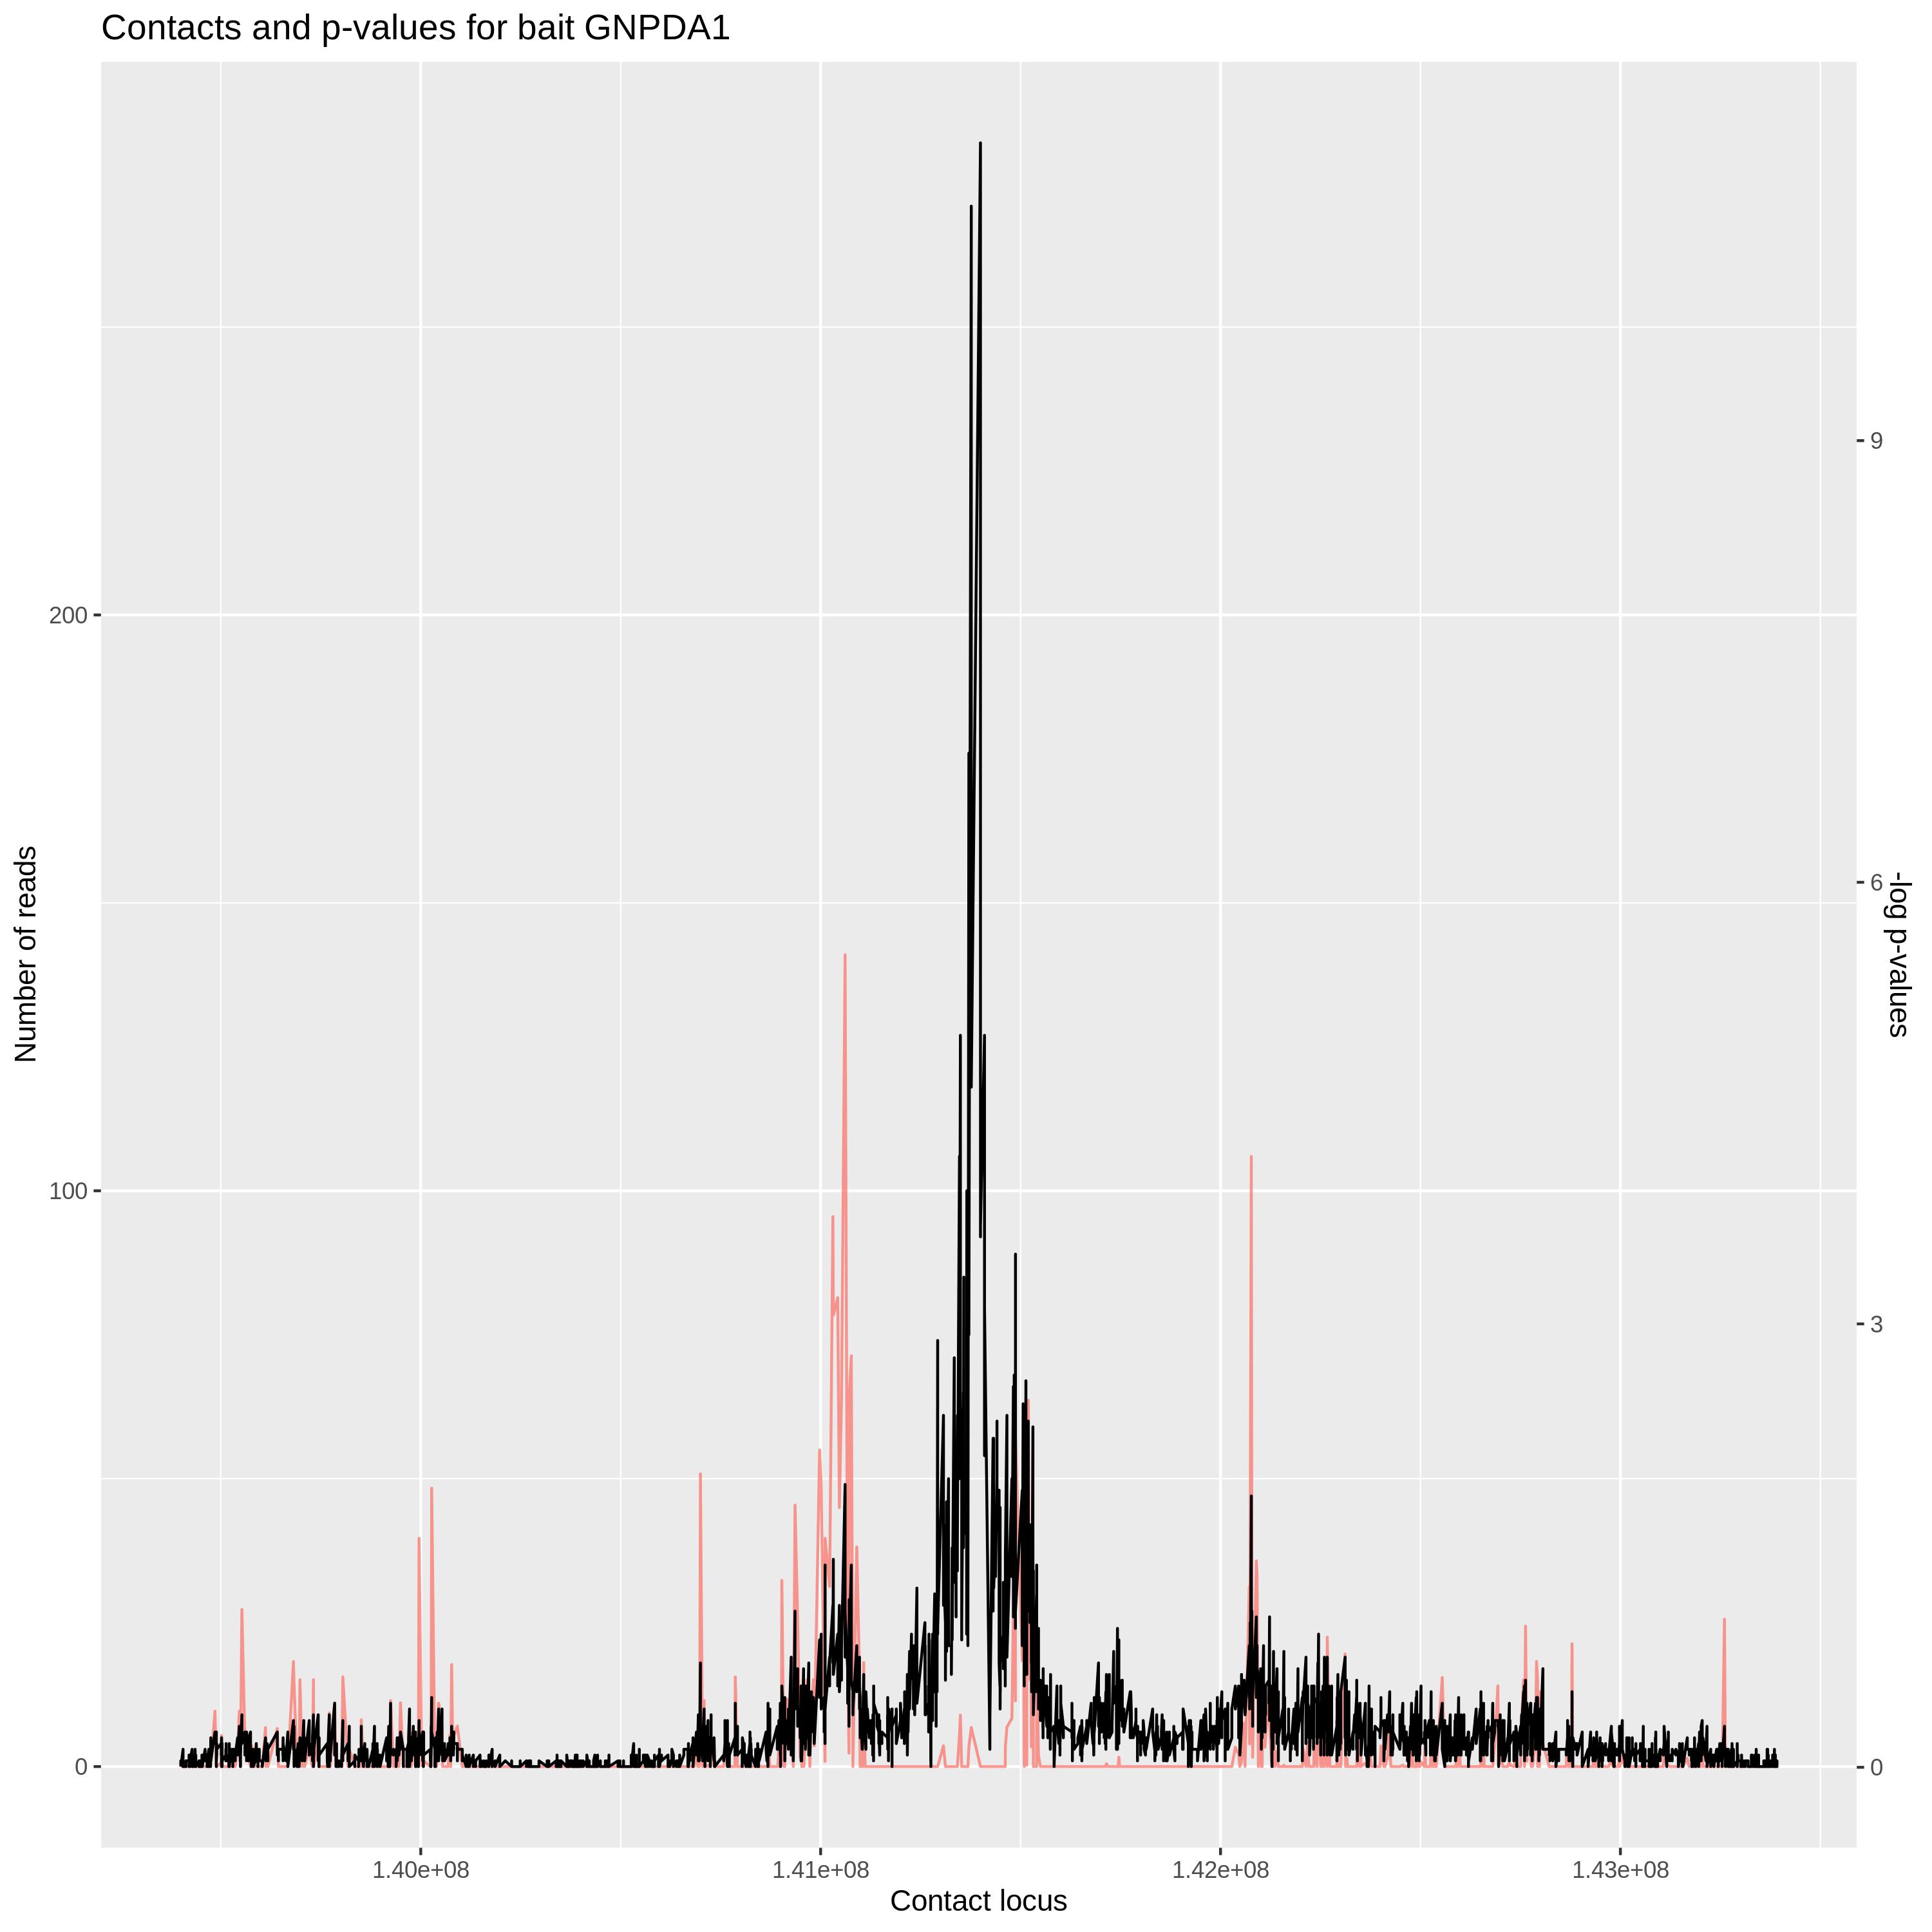 Contacts and p-values for bait GNPDA1
Number of reads
200
100
0
9
6
3
0
-log p-values
1.40e+08
1.41e+08
1.42e+08
1.43e+08
Contact locus